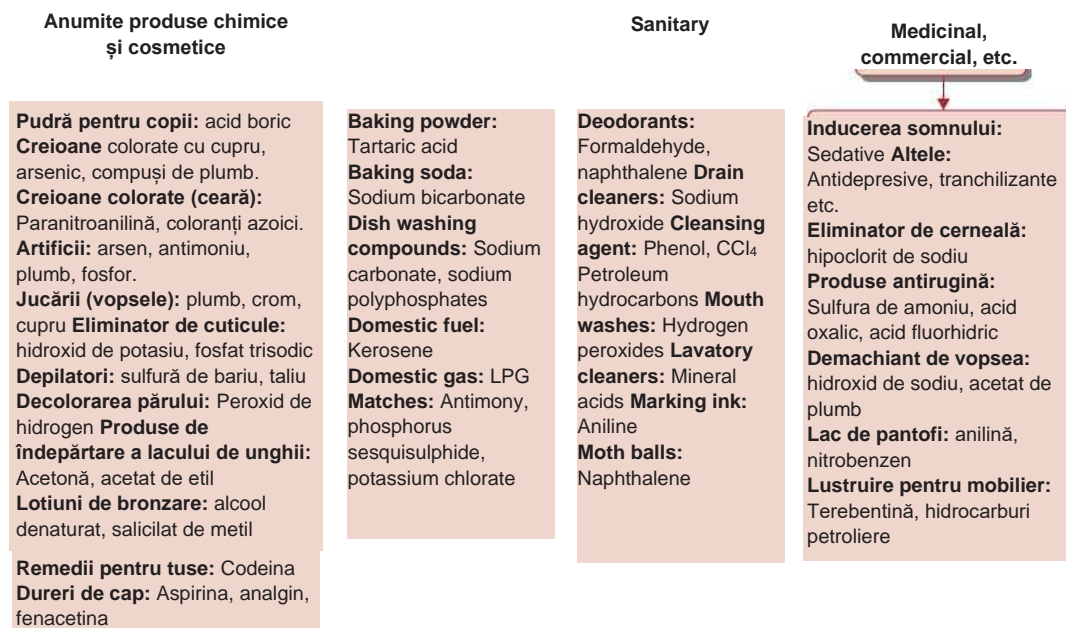 Anumite produse chimice
și cosmetice
Pudră pentru copii: acid boric
Creioane colorate cu cupru,
arsenic, compuși de plumb.
Creioane colorate (ceară):
Paranitroanilină, coloranți azoici.
Artificii: arsen, antimoniu,
plumb, fosfor.
Jucării (vopsele): plumb, crom,
cupru Eliminator de cuticule:
hidroxid de potasiu, fosfat trisodic
Depilatori: sulfură de bariu, taliu
Decolorarea părului: Peroxid de
hidrogen Produse de
îndepărtare a lacului de unghii:
Acetonă, acetat de etil
Lotiuni de bronzare: alcool
denaturat, salicilat de metil
Remedii pentru tuse: Codeina
Dureri de cap: Aspirina, analgin,
fenacetina
Baking powder:
Tartaric acid
Baking soda:
Sodium bicarbonate
Dish washing
compounds: Sodium
carbonate, sodium
polyphosphates
Domestic fuel:
Kerosene
Domestic gas: LPG
Matches: Antimony,
phosphorus
sesquisulphide,
potassium chlorate
Sanitary
Deodorants:
Formaldehyde,
naphthalene Drain
cleaners: Sodium
hydroxide Cleansing
agent: Phenol, CCl₄
Petroleum
hydrocarbons Mouth
washes: Hydrogen
peroxides Lavatory
cleaners: Mineral
acids Marking ink:
Aniline
Moth balls:
Naphthalene
Medicinal,
commercial, etc.
Inducerea somnului:
Sedative Altele:
Antidepresive, tranchilizante
etc.
Eliminator de cerneală:
hipoclorit de sodiu
Produse antirugină:
Sulfura de amoniu, acid
oxalic, acid fluorhidric
Demachiant de vopsea:
hidroxid de sodiu, acetat de
plumb
Lac de pantofi: anilină,
nitrobenzen
Lustruire pentru mobilier:
Terebentină, hidrocarburi
petroliere